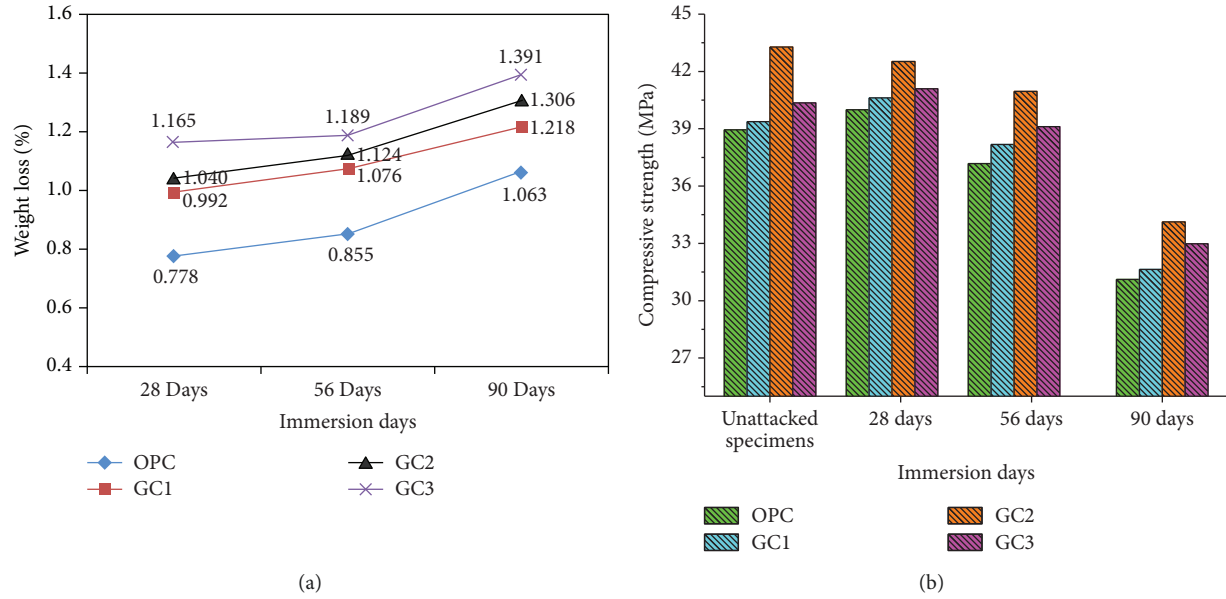 1.6
1.4
1.2
1.0
0.8
0.6
0.4
Weight loss (%)
1.165
1.189
1.391
1.040
1.124
1.306
0.992
1.076
1.218
0.778
0.855
1.063
28 Days
56 Days
90 Days
Immersion days
OPC
GC2
GC1
GC3
(a)
45
42
39
36
33
30
27
Compressive strength (MPa)
Unattacked
specimens
28 days
56 days
90 days
Immersion days
OPC
GC2
GC1
GC3
(b)